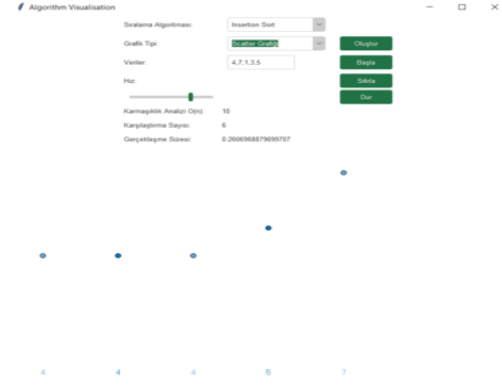 Algorithm Visualisation
Sıralama Algoritması: Insertion Sort
Grafik Tipi: Scatter Grafiği Oluştur
Veriler: 4,7,1,3,5 Başla
Hız: Sıfırla
Dur
Karmaşıklık Analizi O(n): 10
Karşılaştırma Sayısı: 6
Gerçekleşme Süresi: 0.2606968879699707
4 4 4 5 7